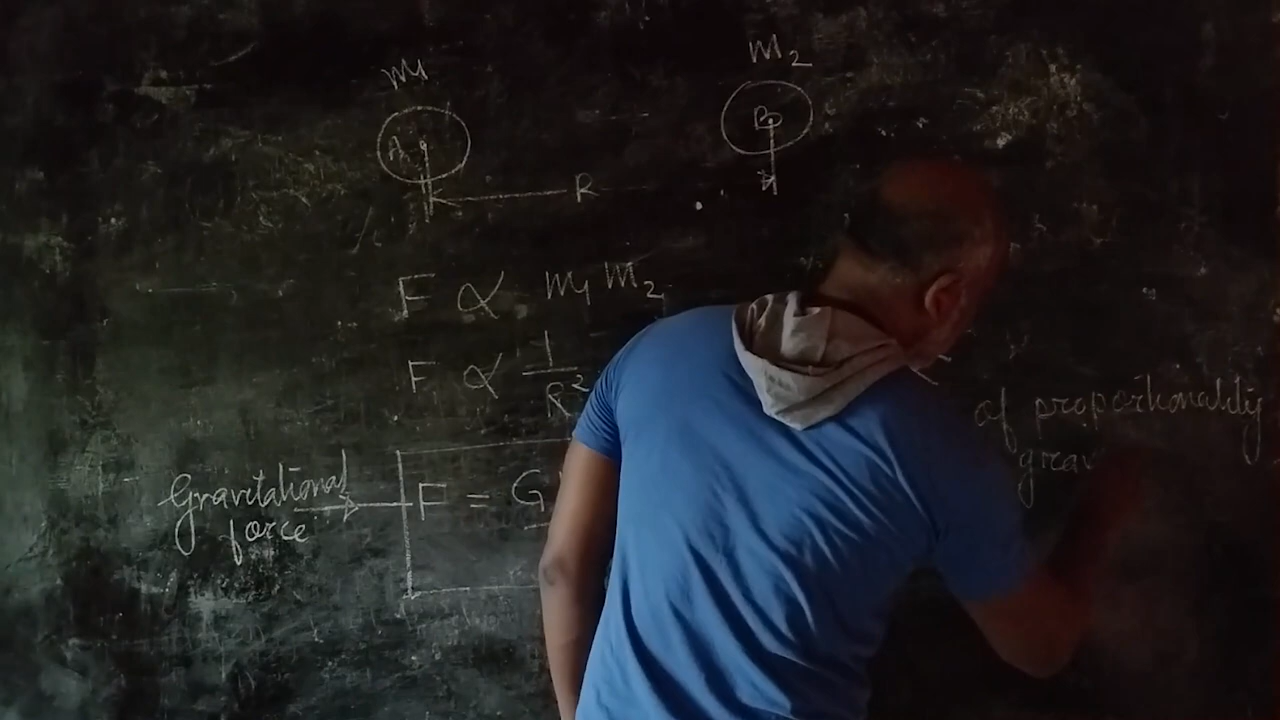 m1
m2
A
B
R
F ∝ m1 m2
F ∝ 1/R²
of proportionality
grav
Gravitational
force
F = G